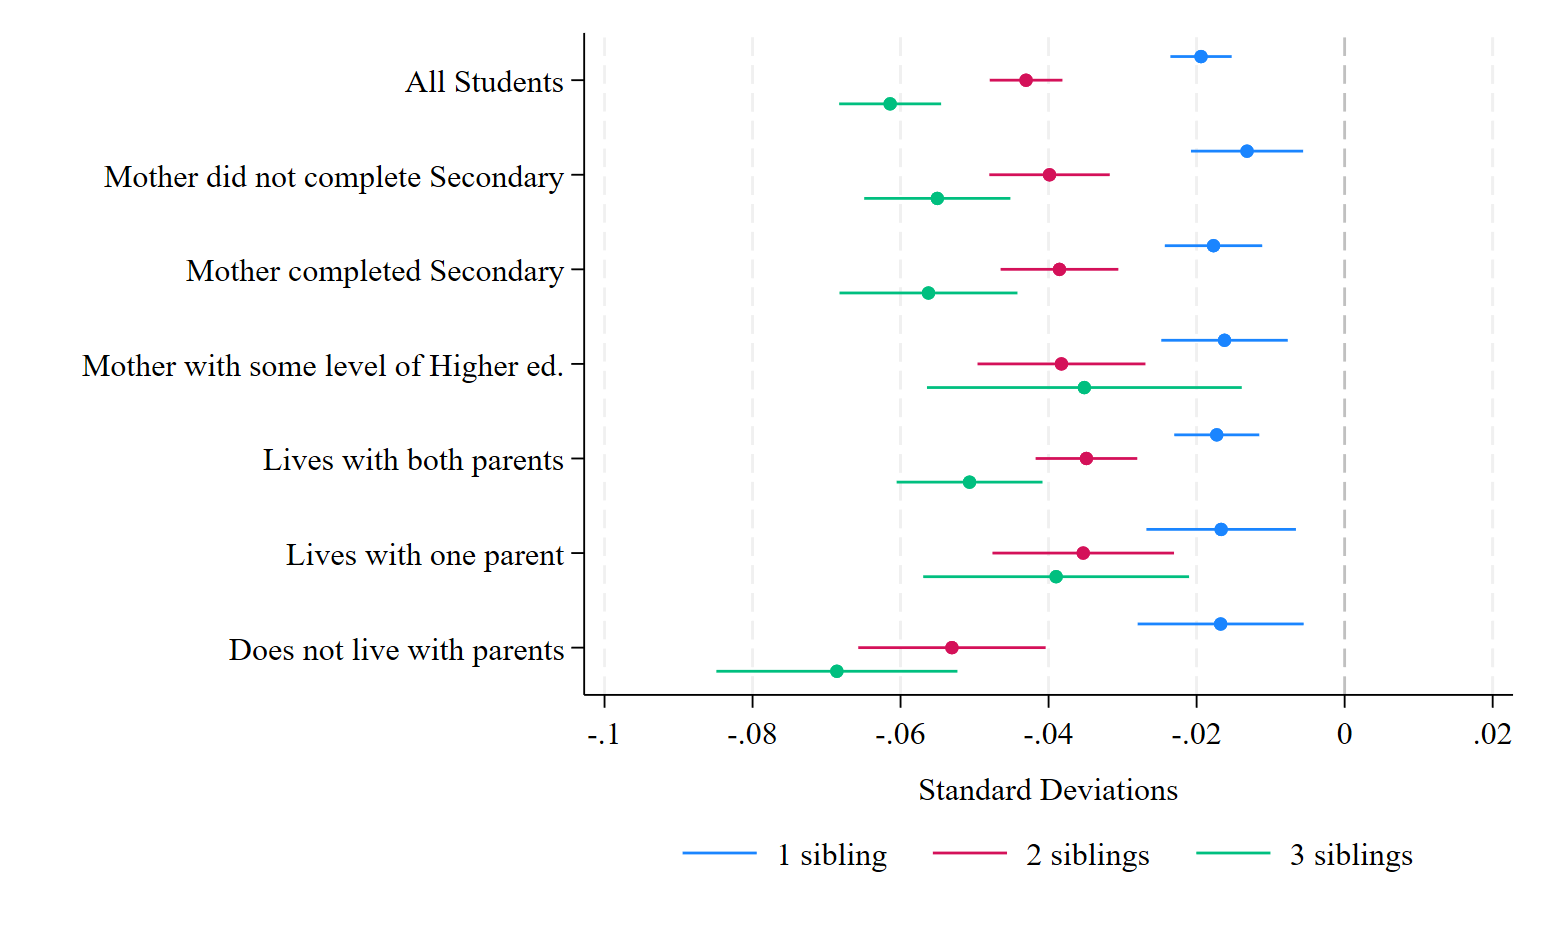 All Students
Mother did not complete Secondary
Mother completed Secondary
Mother with some level of Higher ed.
Lives with both parents
Lives with one parent
Does not live with parents
-.1 -.08 -.06 -.04 -.02 0 .02
Standard Deviations
1 sibling 2 siblings 3 siblings